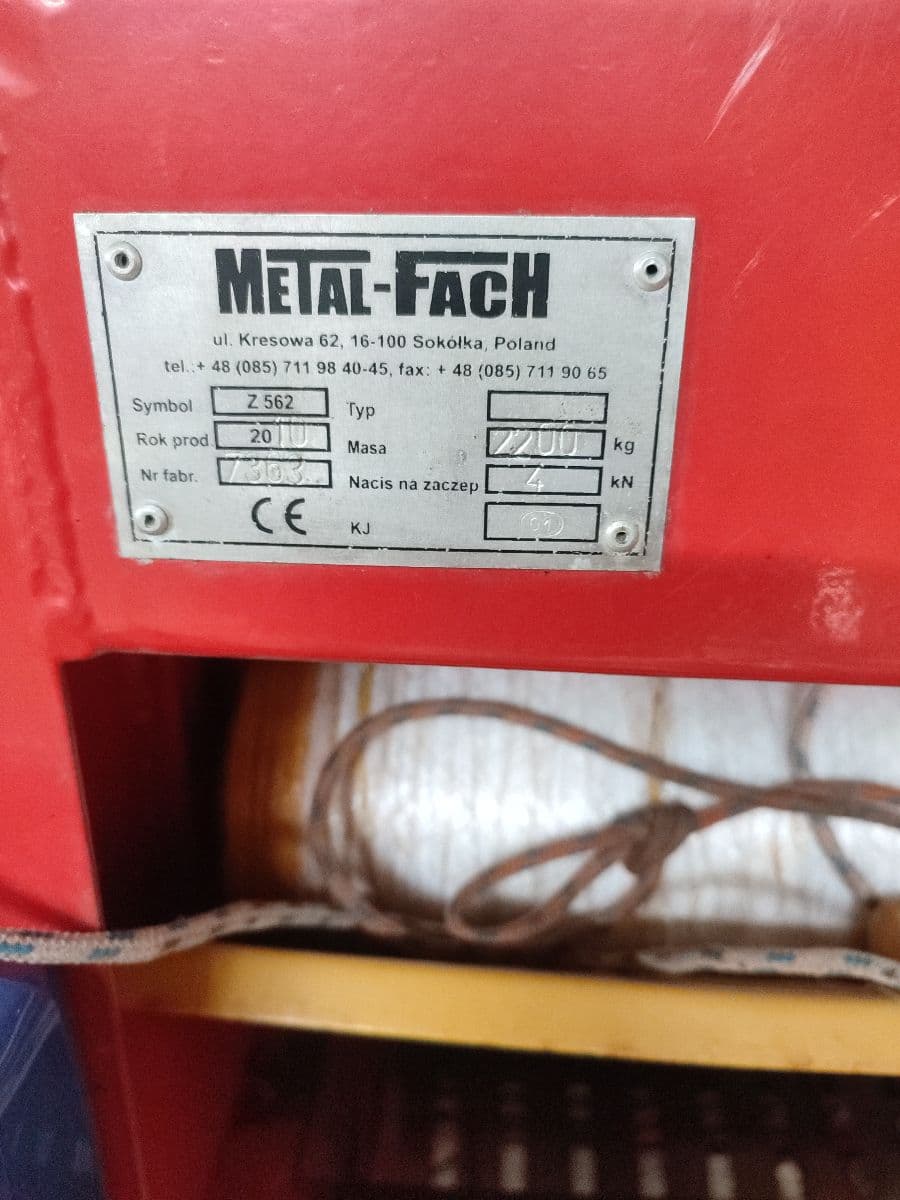 METAL-FACH
ul. Kresowa 62, 16-100 Sokółka, Poland
tel.:+ 48 (085) 711 98 40-45, fax: + 48 (085) 711 90 65
Symbol Z 562 Typ
Rok prod 2010 Masa 2200 kg
Nr fabr. 7363 Nacis na zaczep 4 kN
CE KJ 01